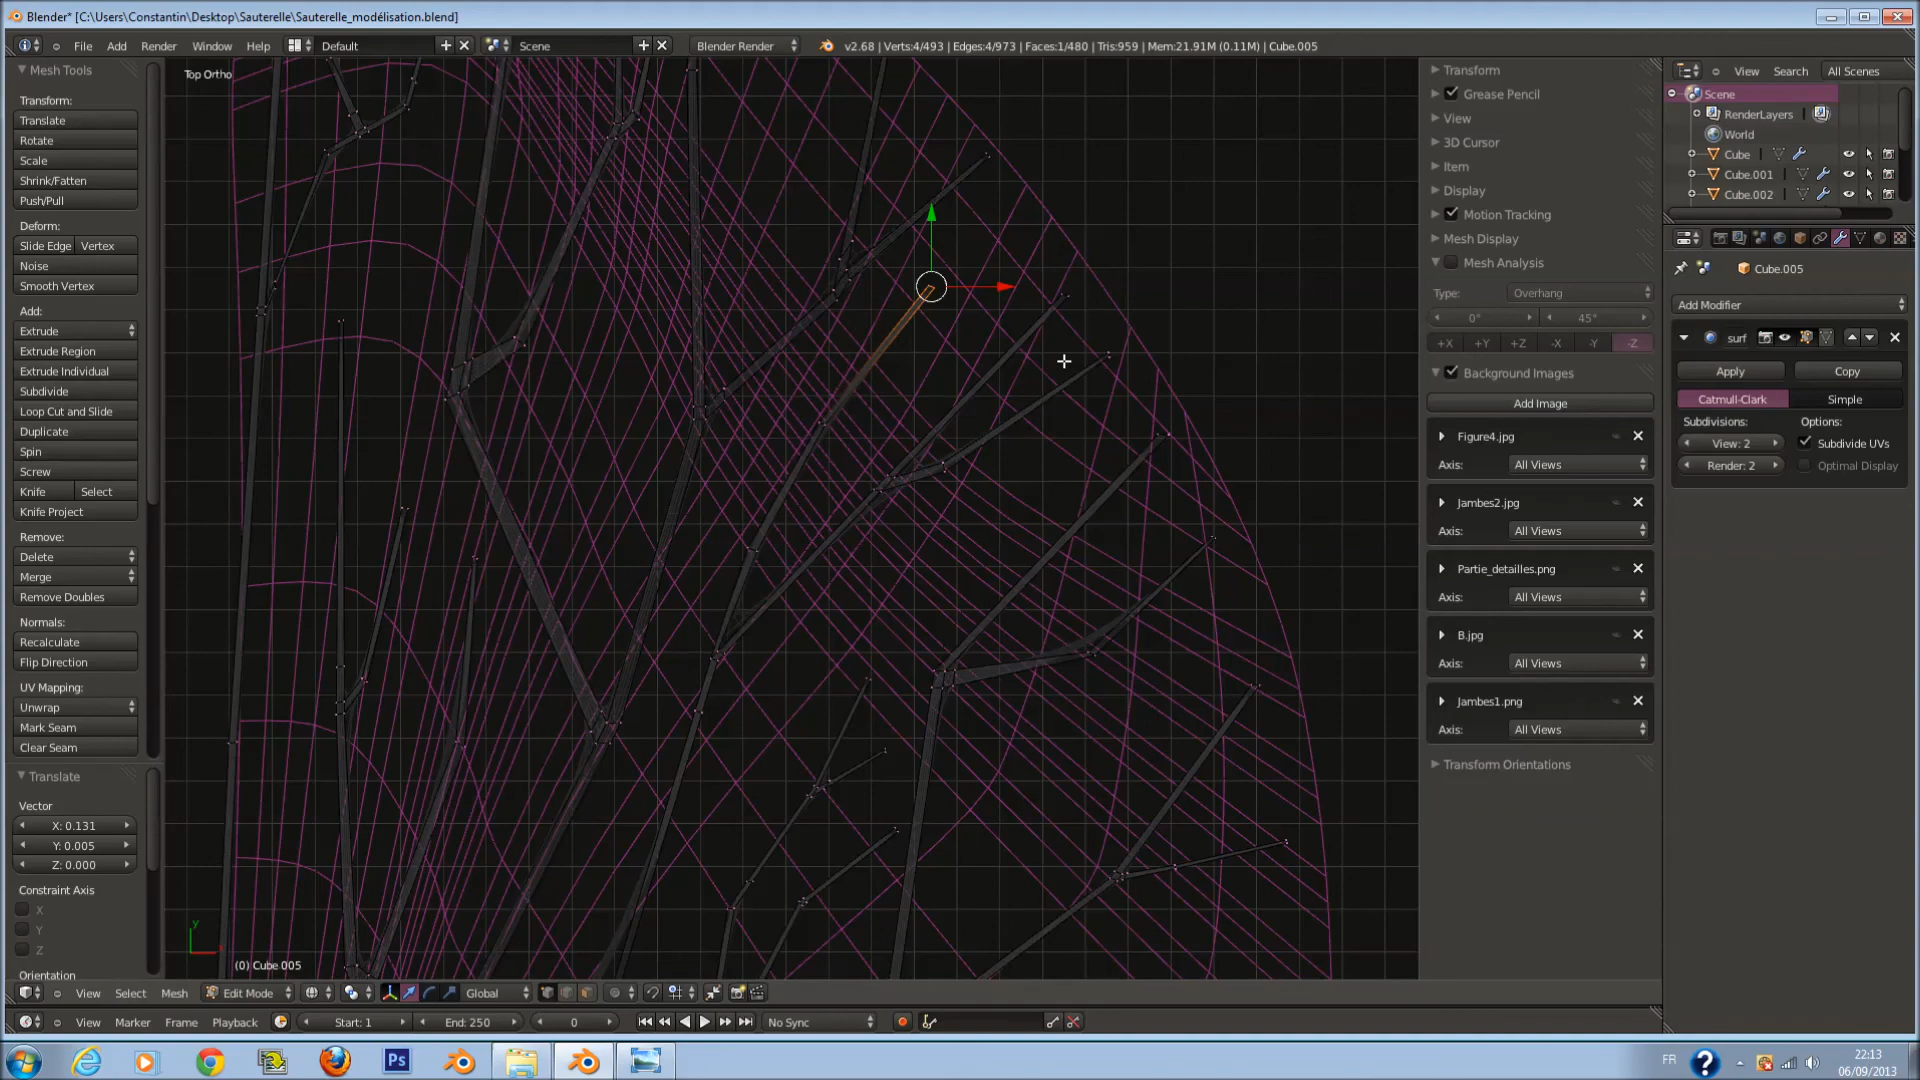 Blender* [C:\Users\Constantin\Desktop\Sauterelle\Sauterelle_modélisation.blend]
File Add Render Window Help Default Scene Blender Render v2.68 | Verts:4/493 | Edges:4/973 | Faces:1/480 | Tris:959 | Mem:21.91M (0.11M) | Cube.005
Mesh Tools
Transform:
Translate
Rotate
Scale
Shrink/Fatten
Push/Pull
Deform:
Slide Edge Vertex
Noise
Smooth Vertex
Add:
Extrude
Extrude Region
Extrude Individual
Subdivide
Loop Cut and Slide
Duplicate
Spin
Screw
Knife Select
Knife Project
Remove:
Delete
Merge
Remove Doubles
Normals:
Recalculate
Flip Direction
UV Mapping:
Unwrap
Mark Seam
Clear Seam
Translate
Vector
X: 0.131
Y: 0.005
Z: 0.000
Constraint Axis
X
Y
Z
Orientation
Top Ortho
y
x
(0) Cube.005
Transform
Grease Pencil
View
3D Cursor
Item
Display
Motion Tracking
Mesh Display
Mesh Analysis
Type: Overhang
0° 45°
+X +Y +Z -X -Y -Z
Background Images
Add Image
Figure4.jpg
Axis: All Views
Jambes2.jpg
Axis: All Views
Partie_detailles.png
Axis: All Views
B.jpg
Axis: All Views
Jambes1.png
Axis: All Views
Transform Orientations
View Search All Scenes
Scene
RenderLayers
World
Cube
Cube.001
Cube.002
Cube.005
Add Modifier
surf
Apply Copy
Catmull-Clark Simple
Subdivisions: Options:
View: 2 Subdivide UVs
Render: 2 Optimal Display
View Select Mesh Edit Mode Global
View Marker Frame Playback Start: 1 End: 250 0 No Sync
Ps
FR
22:13
06/09/2013